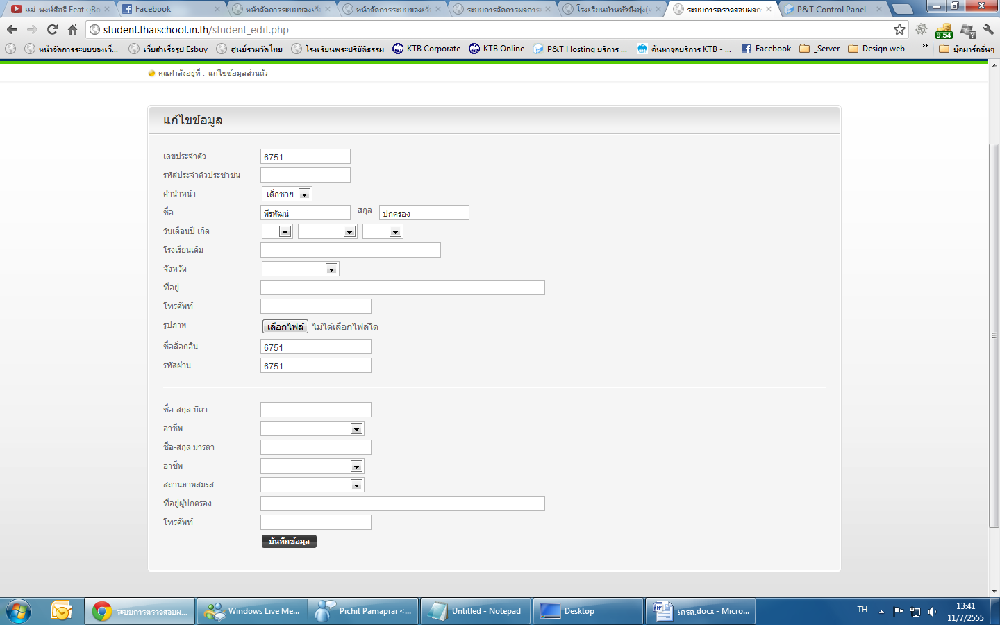 แม่-พงษ์สิทธิ์ Feat
Facebook
หน้าจัดการระบบของเว็
หน้าจัดการระบบของเว็
ระบบการจัดการผลการ
โรงเรียนบ้านหัวบึงทุ่ง(
ระบบการตรวจสอบผลกา
P&T Control Panel -
student.thaischool.in.th/student_edit.php
9.54
หน้าจัดการระบบของเว็...
เว็บสำเร็จรูป Esbuy
ศูนย์รวมวัดไทย
โรงเรียนพระปริยัติธรรม
KTB Corporate
KTB Online
P&T Hosting บริการ ...
ค้นหาจุดบริการ KTB - ...
Facebook
_Server
Design web
»
บุ๊คมาร์คอื่นๆ
คุณกำลังอยู่ที่ : แก้ไขข้อมูลส่วนตัว
แก้ไขข้อมูล
เลขประจำตัว 6751
รหัสประจำตัวประชาชน
คำนำหน้า เด็กชาย
ชื่อ พีรพัฒน์ สกุล ปกครอง
วันเดือนปี เกิด
โรงเรียนเดิม
จังหวัด
ที่อยู่
โทรศัพท์
รูปภาพ เลือกไฟล์ ไม่ได้เลือกไฟล์ใด
ชื่อล็อกอิน 6751
รหัสผ่าน 6751
ชื่อ-สกุล บิดา
อาชีพ
ชื่อ-สกุล มารดา
อาชีพ
สถานภาพสมรส
ที่อยู่ผู้ปกครอง
โทรศัพท์
บันทึกข้อมูล
ระบบการตรวจสอบผ...
Windows Live Me...
Pichit Pamaprai <...
Untitled - Notepad
Desktop
เกรด.docx - Micro...
TH
13:41
11/7/2555